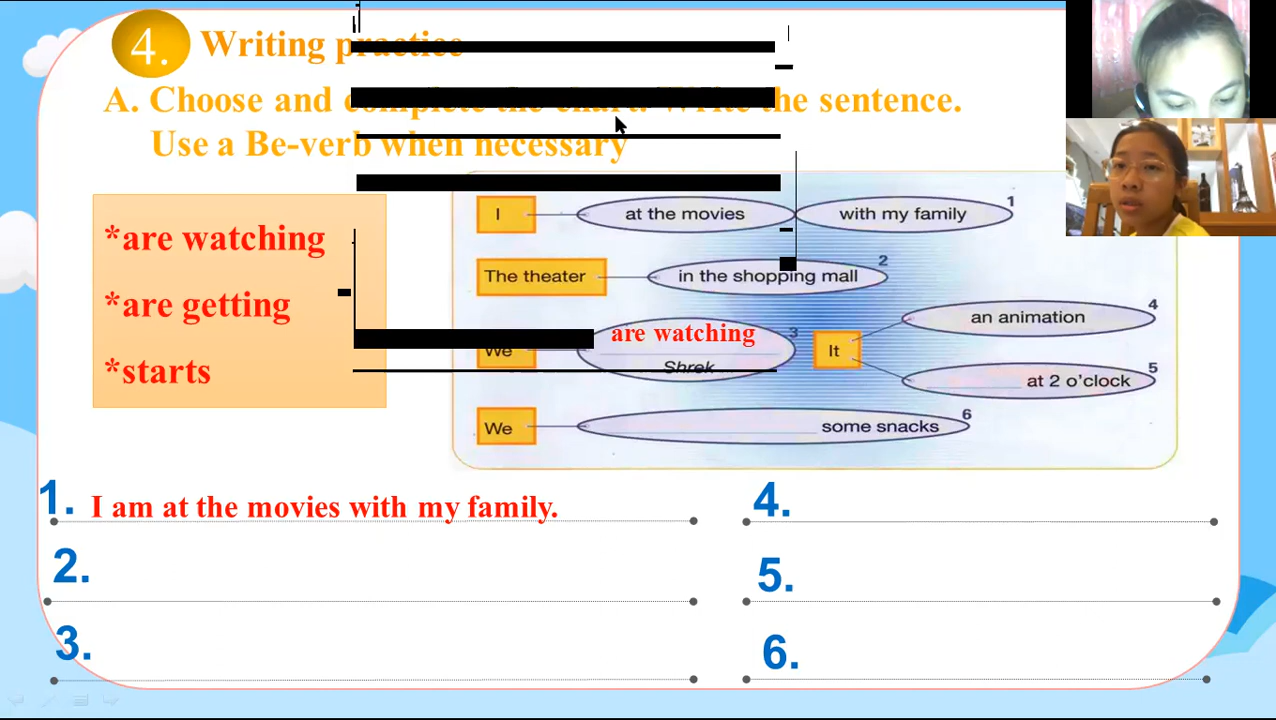 4. Writing practice
A. Choose and complete the chart. Write the sentence.
Use a Be-verb when necessary
*are watching
*are getting
*starts
I at the movies with my family 1
The theater in the shopping mall 2
We are watching Shrek 3
It an animation 4
at 2 o'clock 5
We some snacks 6
1. I am at the movies with my family.
2.
3.
4.
5.
6.